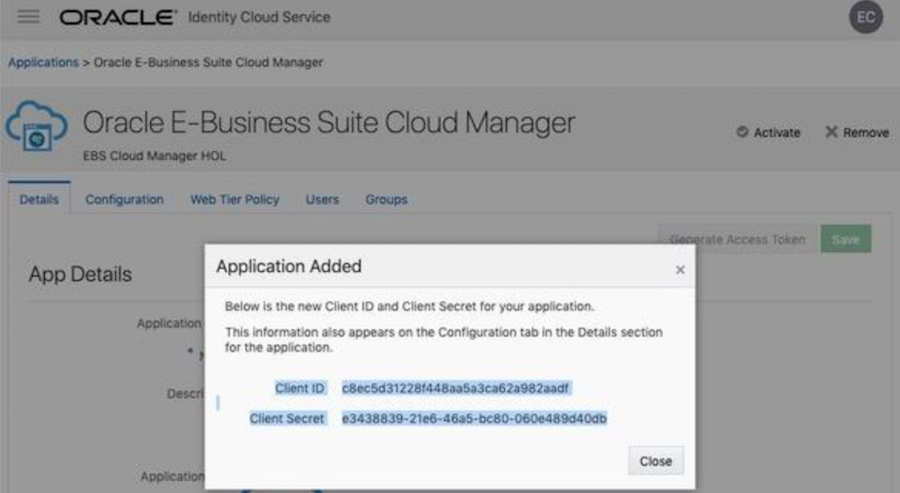 ORACLE® Identity Cloud Service
EC
Applications > Oracle E-Business Suite Cloud Manager
Oracle E-Business Suite Cloud Manager
EBS Cloud Manager HOL
Activate
Remove
Details
Configuration
Web Tier Policy
Users
Groups
Generate Access Token
Save
App Details
Application
*
Descri
Application
Application Added
×
Below is the new Client ID and Client Secret for your application.
This information also appears on the Configuration tab in the Details section
for the application.
Client ID c8ec5d31228f448aa5a3ca62a982aadf
Client Secret e3438839-21e6-46a5-bc80-060e489d40db
Close